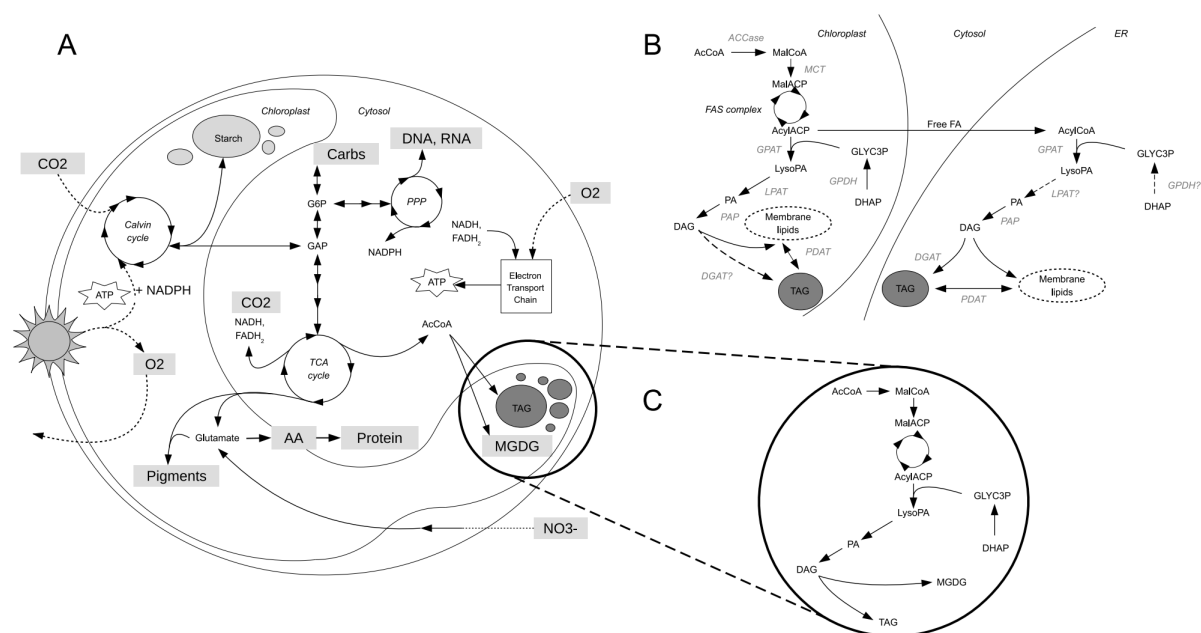 A
Chloroplast
Cytosol
Starch
CO2
Calvin
cycle
ATP
+ NADPH
O2
Carbs
G6P
GAP
DNA, RNA
PPP
NADPH
NADH,
FADH2
O2
Electron
Transport
Chain
ATP
CO2
NADH,
FADH2
TCA
cycle
AcCoA
TAG
MGDG
Glutamate
AA
Protein
Pigments
NO3-
B
Chloroplast
Cytosol
ER
AcCoA
ACCase
MalCoA
MCT
MalACP
FAS complex
AcylACP
Free FA
AcylCoA
GPAT
GLYC3P
LysoPA
GPDH
DHAP
LPAT
PA
PAP
DAG
Membrane
lipids
PDAT
DGAT?
TAG
GPAT
GLYC3P
LysoPA
GPDH?
DHAP
LPAT?
PA
PAP
DAG
DGAT
TAG
PDAT
Membrane
lipids
C
AcCoA
MalCoA
MalACP
AcylACP
GLYC3P
LysoPA
DHAP
PA
DAG
MGDG
TAG